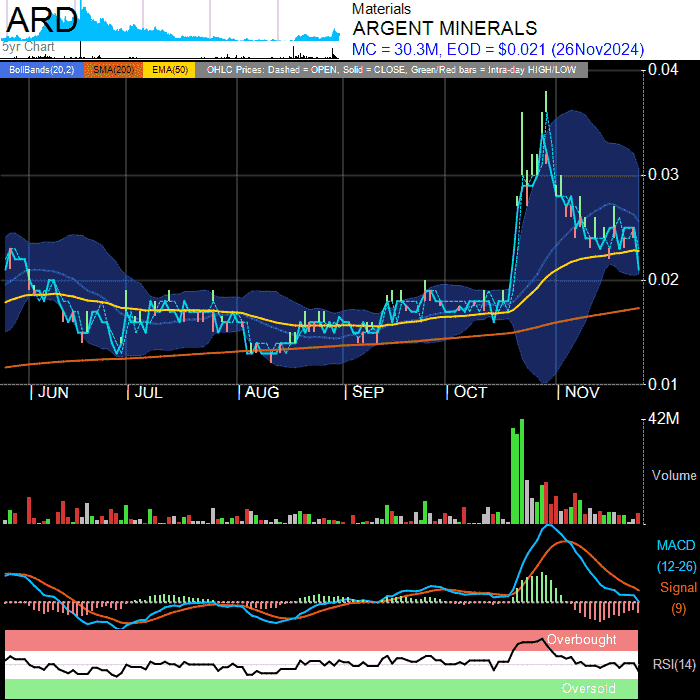 ARD
5yr Chart
Materials
ARGENT MINERALS
MC = 30.3M, EOD = $0.021 (26Nov2024)
BollBands(20,2) SMA(200) EMA(50) OHLC Prices: Dashed = OPEN, Solid = CLOSE, Green/Red bars = Intra-day HIGH/LOW
0.04
0.03
0.02
0.01
JUN JUL AUG SEP OCT NOV
42M
Volume
MACD
(12-26)
Signal
(9)
Overbought
RSI(14)
Oversold